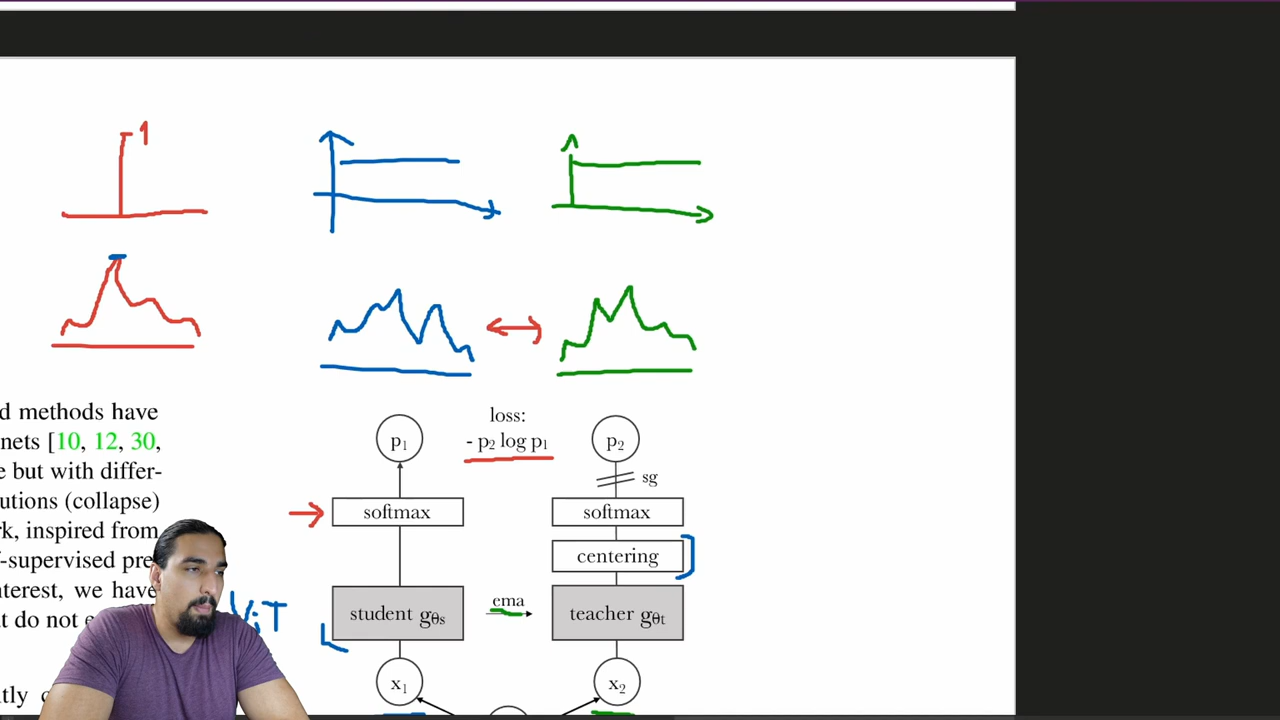 1
d methods have
nets [10, 12, 30,
e but with differ-
utions (collapse)
rk, inspired from
f-supervised pre
nterest, we have
t do not e
tly c
ViT
p1
loss:
- p2 log p1
p2
sg
softmax
softmax
centering
student gθs
ema
teacher gθt
x1
x2